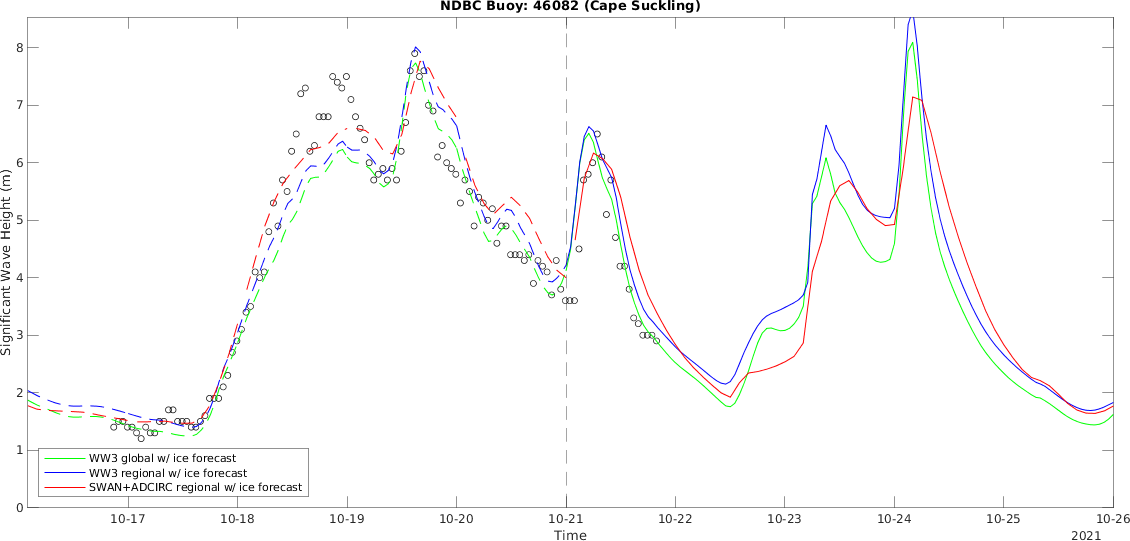 NDBC Buoy: 46082 (Cape Suckling)
8
7
6
5
4
3
2
1
0
Significant Wave Height (m)
WW3 global w/ ice forecast
WW3 regional w/ ice forecast
SWAN+ADCIRC regional w/ ice forecast
10-17 10-18 10-19 10-20 10-21 10-22 10-23 10-24 10-25 10-26
Time
2021